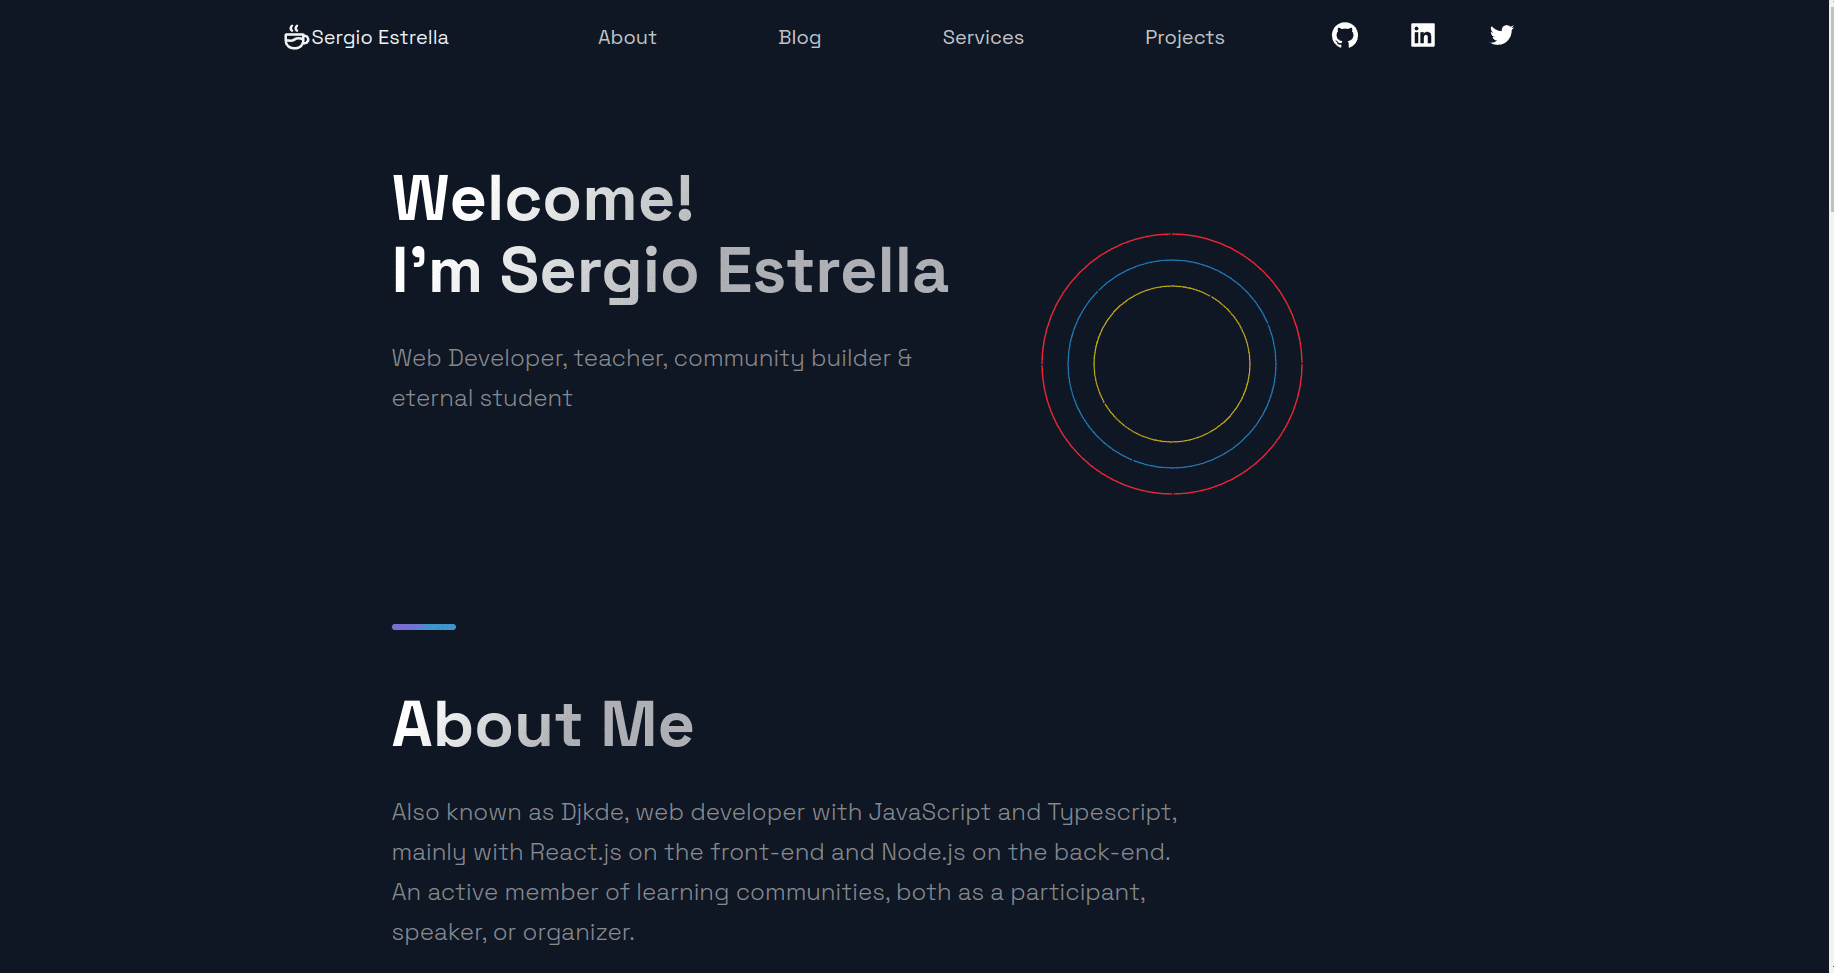 Sergio Estrella
About
Blog
Services
Projects
Welcome!
I'm Sergio Estrella
Web Developer, teacher, community builder &
eternal student
About Me
Also known as Djkde, web developer with JavaScript and Typescript,
mainly with React.js on the front-end and Node.js on the back-end.
An active member of learning communities, both as a participant,
speaker, or organizer.